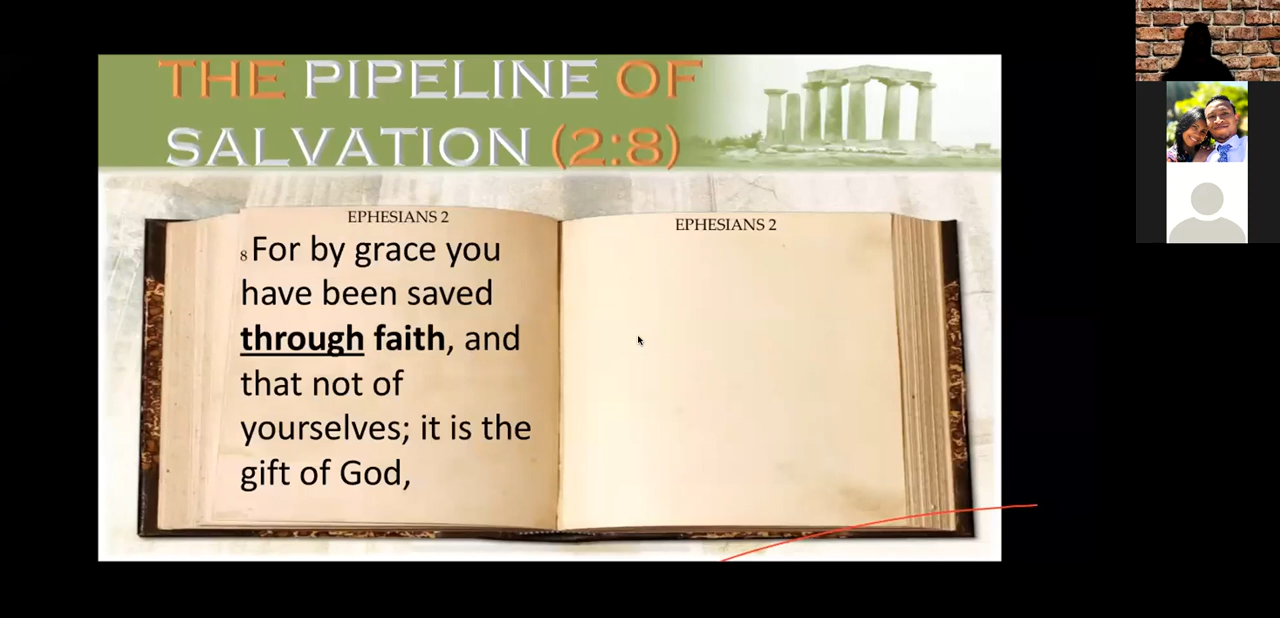 THE PIPELINE OF
SALVATION (2:8)
EPHESIANS 2
8 For by grace you
have been saved
through faith, and
that not of
yourselves; it is the
gift of God,
EPHESIANS 2